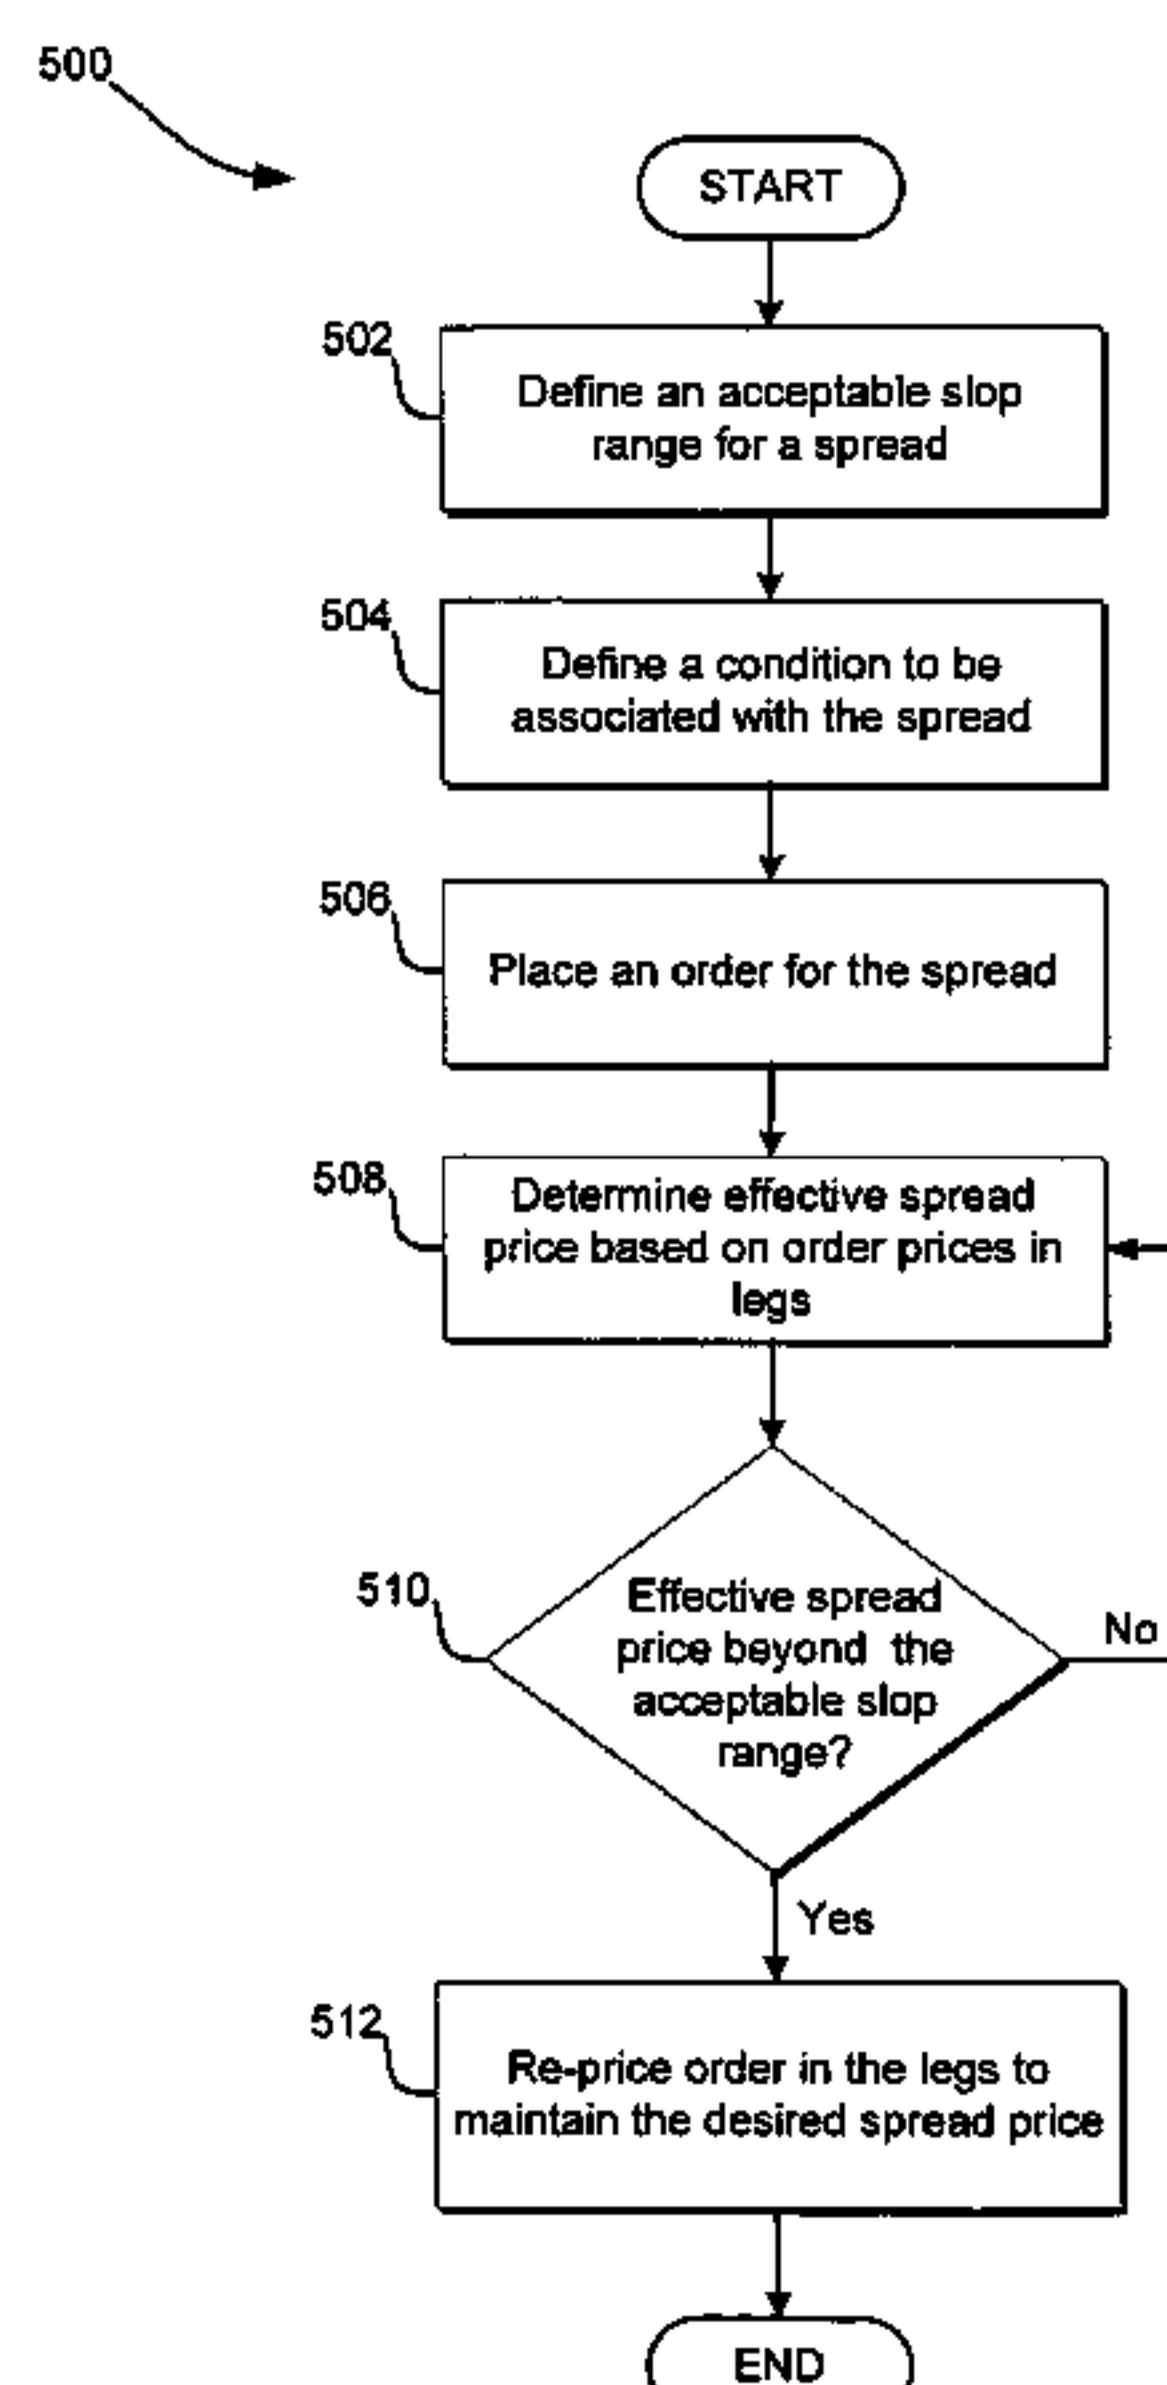 500
START
502
Define an acceptable slop
range for a spread
504
Define a condition to be
associated with the spread
506
Place an order for the spread
508
Determine effective spread
price based on order prices in
legs
510
Effective spread
price beyond the
acceptable slop
range?
No
Yes
512
Re-price order in the legs to
maintain the desired spread price
END